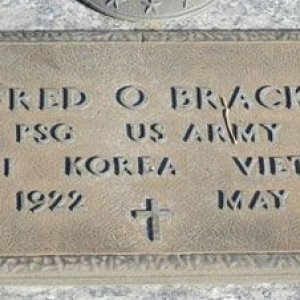 RED O BRACK
PSG US ARMY
KOREA VIET
1922 MAY